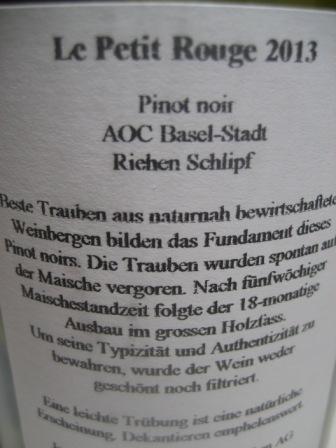 Le Petit Rouge 2013
Pinot noir
AOC Basel-Stadt
Riehen Schlipf
Beste Trauben aus naturnah bewirtschaftete
Weinbergen bilden das Fundament dieses
Pinot noirs. Die Trauben wurden spontan auf
der Maische vergoren. Nach fünfwöchiger
Maischestandzeit folgte der 18-monatige
Ausbau im grossen Holzfass.
Um seine Typizität und Authentizität zu
bewahren, wurde der Wein weder
geschönt noch filtriert.
Eine leichte Trübung ist eine natürliche
Erscheinung. Dekantieren empfehlenswert
AG